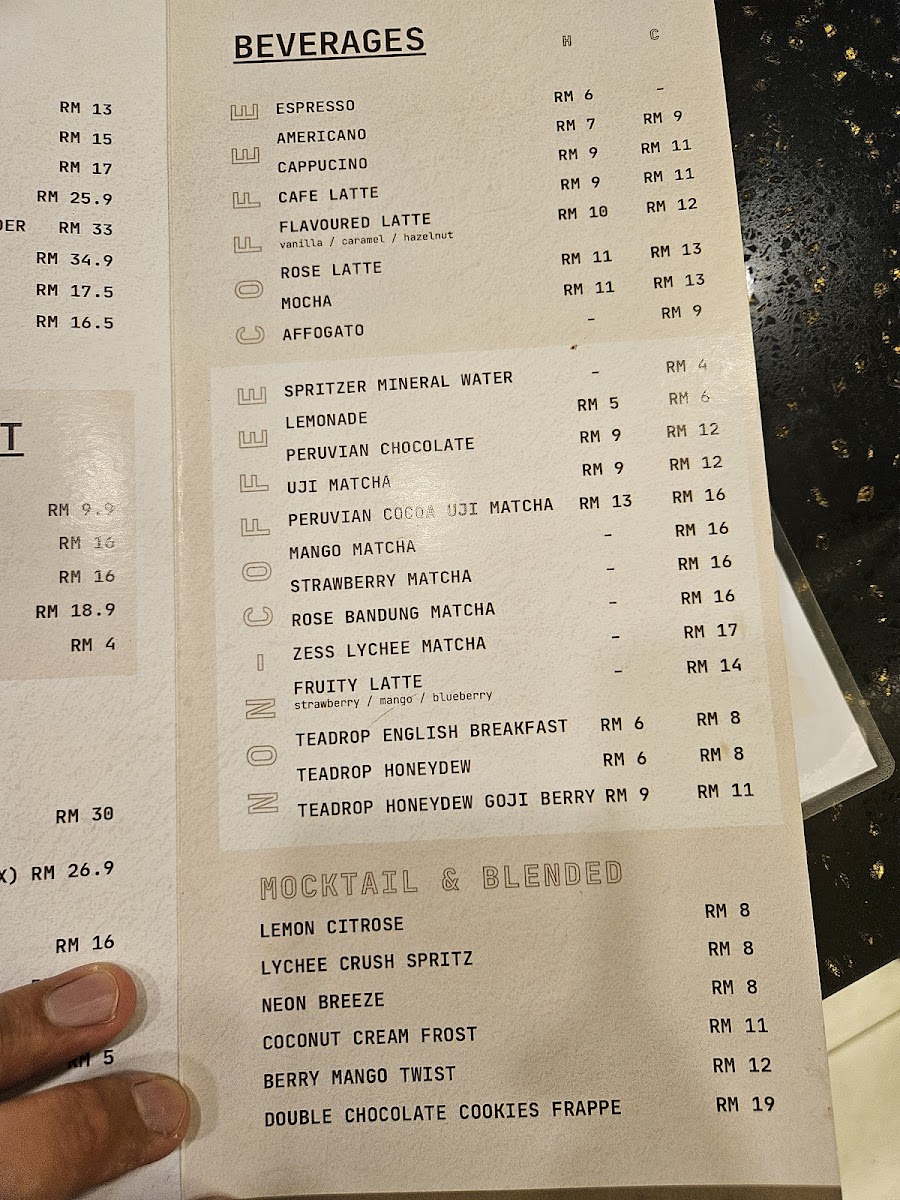 RM 13
RM 15
RM 17
RM 25.9
DER RM 33
RM 34.9
RM 17.5
RM 16.5
T
RM 9.9
RM 16
RM 16
RM 18.9
RM 4
RM 30
X) RM 26.9
RM 16
RM 5
BEVERAGES H C
COFFEE
ESPRESSO RM 6 -
AMERICANO RM 7 RM 9
CAPPUCINO RM 9 RM 11
CAFE LATTE RM 9 RM 11
FLAVOURED LATTE RM 10 RM 12
vanilla / caramel / hazelnut
ROSE LATTE RM 11 RM 13
MOCHA RM 11 RM 13
AFFOGATO - RM 9
NON-COFFEE
SPRITZER MINERAL WATER - RM 4
LEMONADE RM 5 RM 6
PERUVIAN CHOCOLATE RM 9 RM 12
UJI MATCHA RM 9 RM 12
PERUVIAN COCOA UJI MATCHA RM 13 RM 16
MANGO MATCHA - RM 16
STRAWBERRY MATCHA - RM 16
ROSE BANDUNG MATCHA - RM 16
ZESS LYCHEE MATCHA - RM 17
FRUITY LATTE - RM 14
strawberry / mango / blueberry
TEADROP ENGLISH BREAKFAST RM 6 RM 8
TEADROP HONEYDEW RM 6 RM 8
TEADROP HONEYDEW GOJI BERRY RM 9 RM 11
MOCKTAIL & BLENDED
LEMON CITROSE RM 8
LYCHEE CRUSH SPRITZ RM 8
NEON BREEZE RM 8
COCONUT CREAM FROST RM 11
BERRY MANGO TWIST RM 12
DOUBLE CHOCOLATE COOKIES FRAPPE RM 19